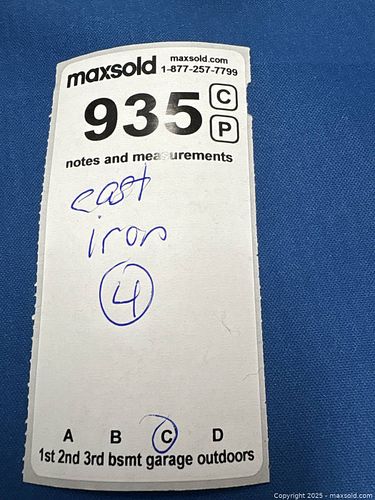 maxsold maxsold.com
1-877-257-7799
935 C
P
notes and measurements
cast
iron
4
A B C D
1st 2nd 3rd bsmt garage outdoors
Copyright 2025 - maxsold.com